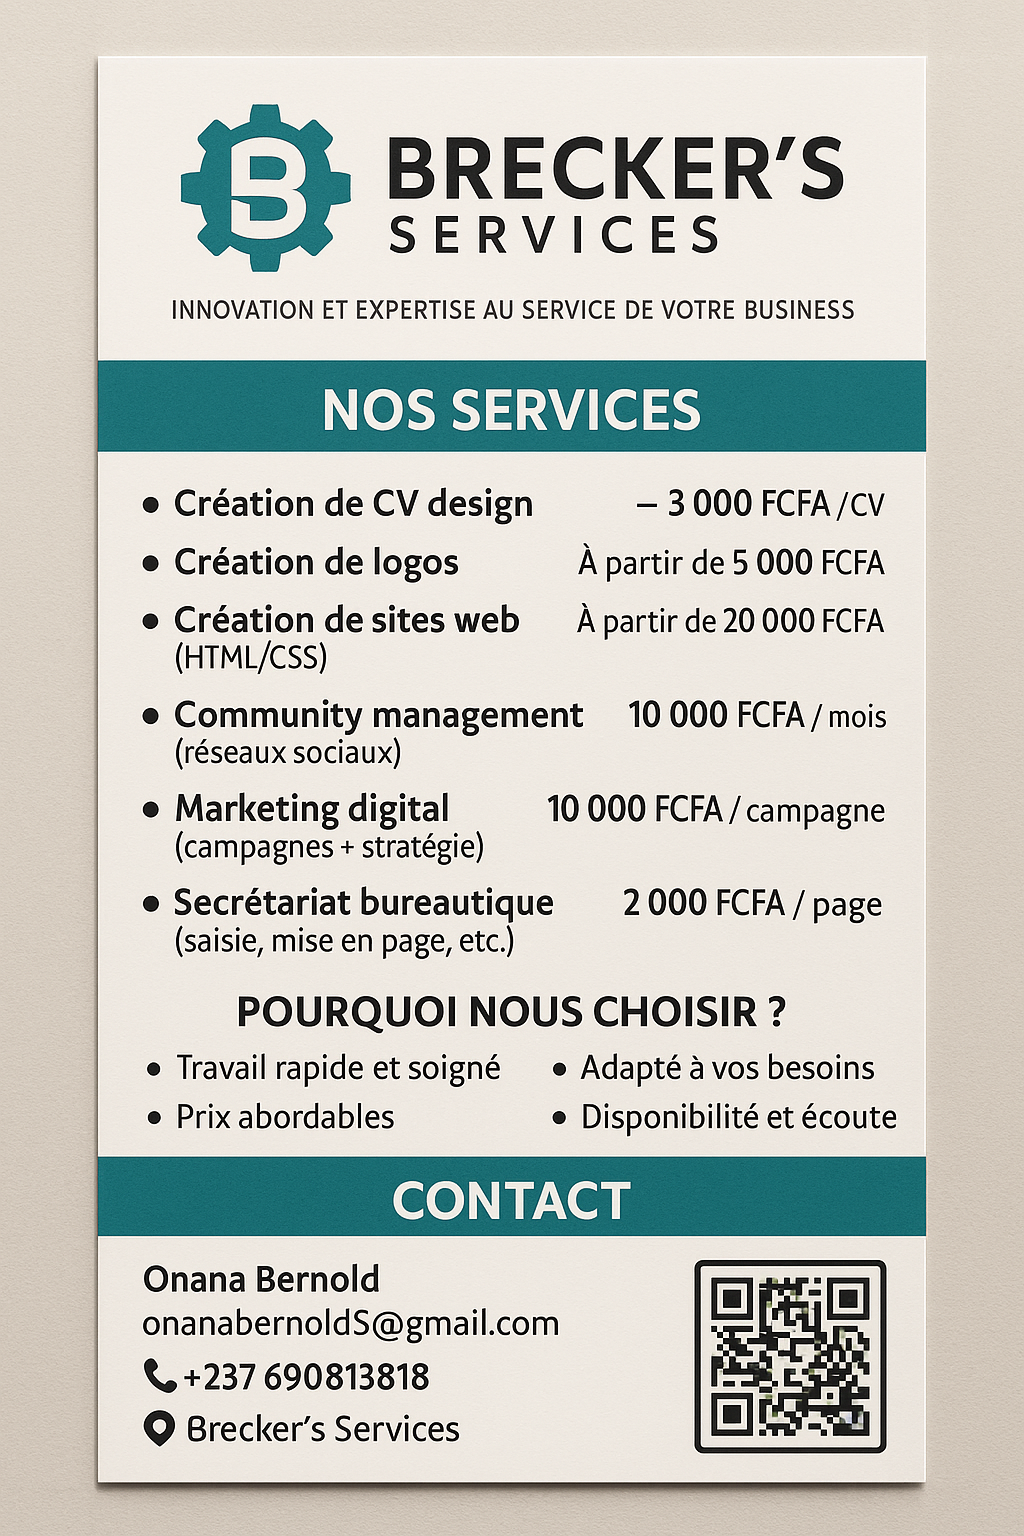 B
BRECKER’S
SERVICES
INNOVATION ET EXPERTISE AU SERVICE DE VOTRE BUSINESS
NOS SERVICES
• Création de CV design – 3 000 FCFA /CV
• Création de logos À partir de 5 000 FCFA
• Création de sites web À partir de 20 000 FCFA
(HTML/CSS)
• Community management 10 000 FCFA / mois
(réseaux sociaux)
• Marketing digital 10 000 FCFA / campagne
(campagnes + stratégie)
• Secrétariat bureautique 2 000 FCFA / page
(saisie, mise en page, etc.)
POURQUOI NOUS CHOISIR ?
• Travail rapide et soigné • Adapté à vos besoins
• Prix abordables • Disponibilité et écoute
CONTACT
Onana Bernold
onanabernoldS@gmail.com
+237 690813818
Brecker’s Services